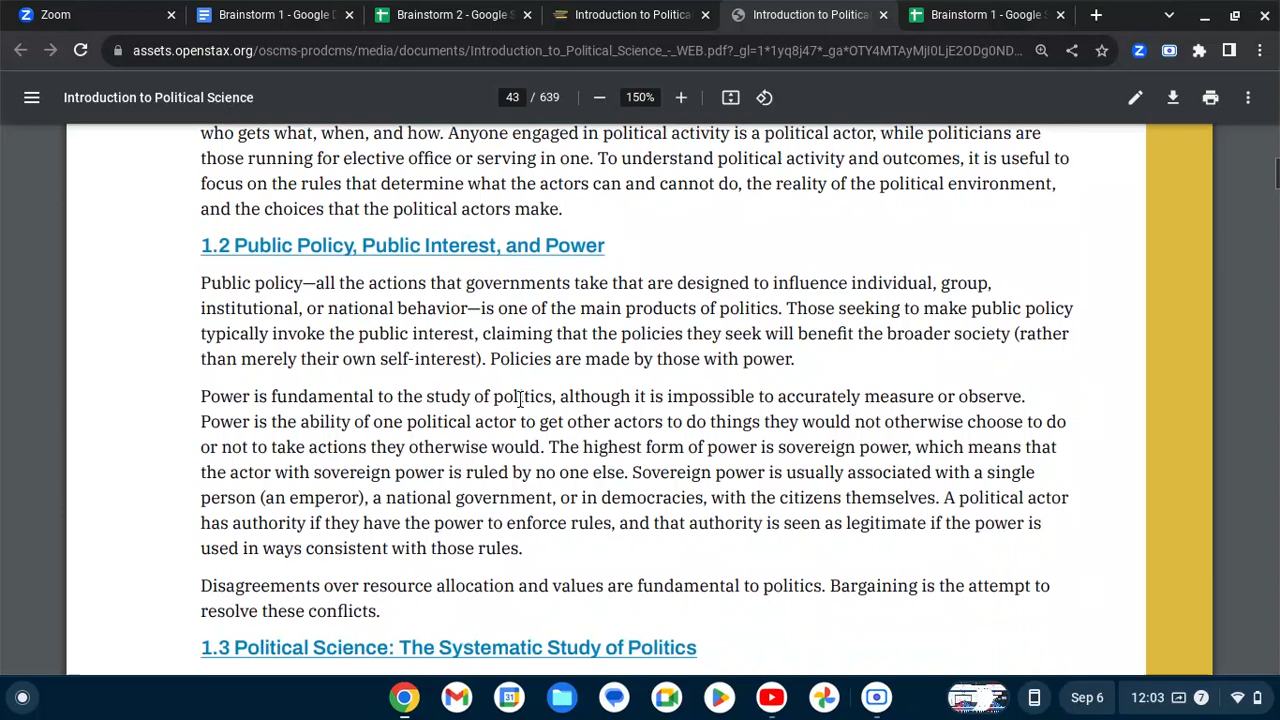 Zoom
Brainstorm 1 - Google D
Brainstorm 2 - Google S
Introduction to Politica
Introduction to Politica
Brainstorm 1 - Google S
assets.openstax.org/oscms-prodcms/media/documents/Introduction_to_Political_Science_-_WEB.pdf?_gl=1*1yq8j47*_ga*OTY4MTAyMjI0LjE2ODg0ND...
Introduction to Political Science
43 / 639
150%
who gets what, when, and how. Anyone engaged in political activity is a political actor, while politicians are
those running for elective office or serving in one. To understand political activity and outcomes, it is useful to
focus on the rules that determine what the actors can and cannot do, the reality of the political environment,
and the choices that the political actors make.
1.2 Public Policy, Public Interest, and Power
Public policy—all the actions that governments take that are designed to influence individual, group,
institutional, or national behavior—is one of the main products of politics. Those seeking to make public policy
typically invoke the public interest, claiming that the policies they seek will benefit the broader society (rather
than merely their own self-interest). Policies are made by those with power.
Power is fundamental to the study of politics, although it is impossible to accurately measure or observe.
Power is the ability of one political actor to get other actors to do things they would not otherwise choose to do
or not to take actions they otherwise would. The highest form of power is sovereign power, which means that
the actor with sovereign power is ruled by no one else. Sovereign power is usually associated with a single
person (an emperor), a national government, or in democracies, with the citizens themselves. A political actor
has authority if they have the power to enforce rules, and that authority is seen as legitimate if the power is
used in ways consistent with those rules.
Disagreements over resource allocation and values are fundamental to politics. Bargaining is the attempt to
resolve these conflicts.
1.3 Political Science: The Systematic Study of Politics
31
Sep 6
12:03
7